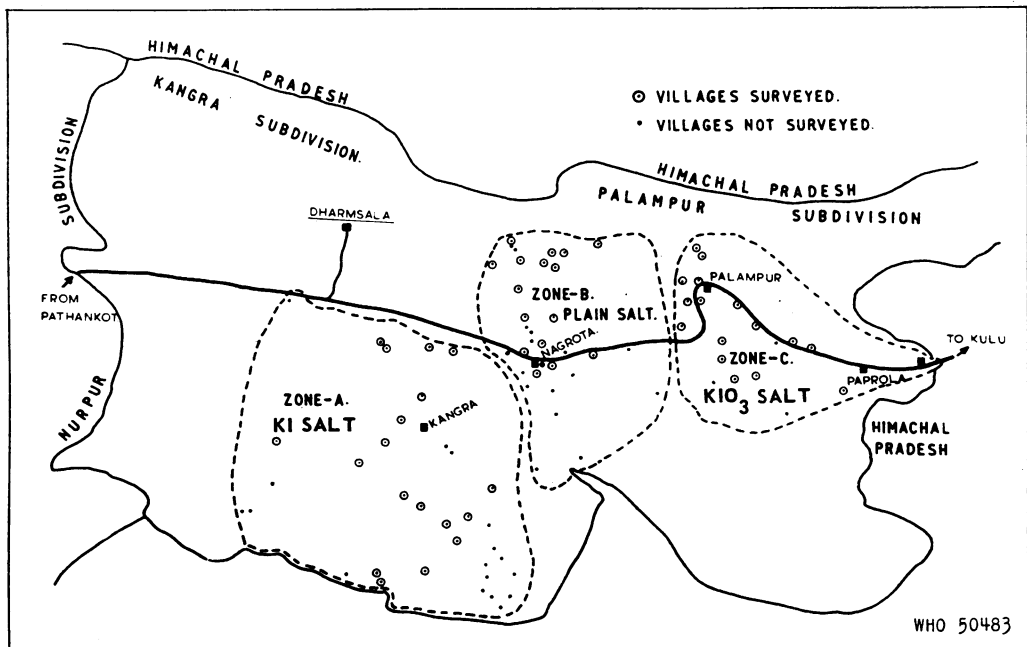 HIMACHAL PRADESH
KANGRA SUBDIVISION.
⊙ VILLAGES SURVEYED.
• VILLAGES NOT SURVEYED.
NURPUR SUBDIVISION
HIMACHAL PRADESH
PALAMPUR SUBDIVISION
DHARMSALA
FROM
PATHANKOT
ZONE-B.
PLAIN SALT.
NAGROTA.
PALAMPUR
TO KULU
ZONE-C.
KIO₃ SALT
PAPROLA
ZONE-A.
KI SALT
KANGRA
HIMACHAL
PRADESH
WHO 50483